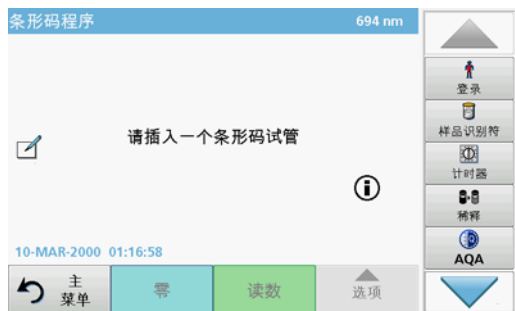 条形码程序 694 nm
请插入一个条形码试管
10-MAR-2000 01:16:58
主
菜单
零
读数
选项
登录
样品识别符
计时器
稀释
AQA